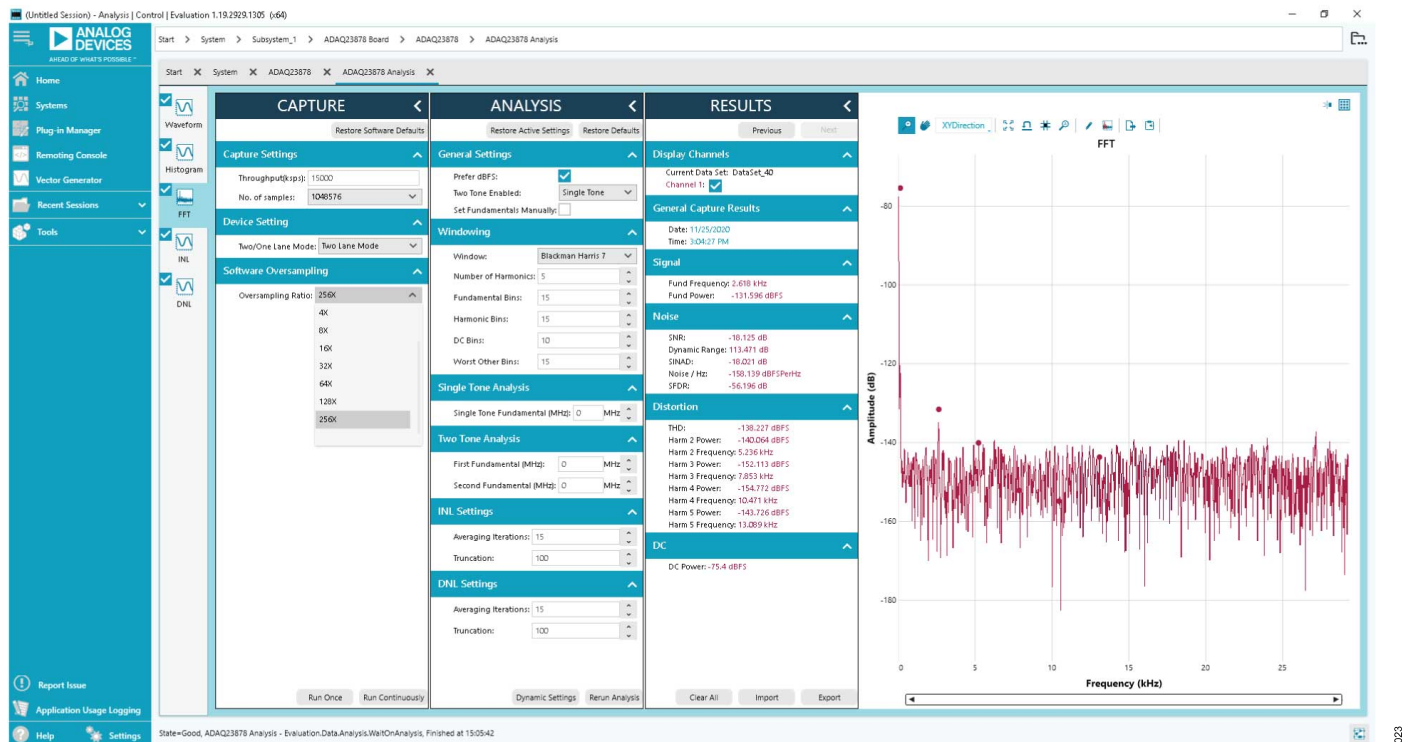 (Untitled Session) - Analysis | Control | Evaluation 1.19.2929.1305 (x64)
ANALOG
DEVICES
AHEAD OF WHAT'S POSSIBLE™
Start > System > Subsystem_1 > ADAQ23878 Board > ADAQ23878 > ADAQ23878 Analysis
Home
Systems
Plug-in Manager
Remoting Console
Vector Generator
Recent Sessions
Tools
Report Issue
Application Usage Logging
Help
Settings
Start
System
ADAQ23878
ADAQ23878 Analysis
Waveform
Histogram
FFT
INL
DNL
CAPTURE
Restore Software Defaults
Capture Settings
Throughput(ksps): 15000
No. of samples: 1048576
Device Setting
Two/One Lane Mode: Two Lane Mode
Software Oversampling
Oversampling Ratio: 256X
4X
8X
16X
32X
64X
128X
256X
Run Once
Run Continuously
ANALYSIS
Restore Active Settings
Restore Defaults
General Settings
Prefer dBFS:
Two Tone Enabled: Single Tone
Set Fundamentals Manually:
Windowing
Window: Blackman Harris 7
Number of Harmonics: 5
Fundamental Bins: 15
Harmonic Bins: 15
DC Bins: 10
Worst Other Bins: 15
Single Tone Analysis
Single Tone Fundamental (MHz): 0 MHz
Two Tone Analysis
First Fundamental (MHz): 0 MHz
Second Fundamental (MHz): 0 MHz
INL Settings
Averaging Iterations: 15
Truncation: 100
DNL Settings
Averaging Iterations: 15
Truncation: 100
Dynamic Settings
Rerun Analysis
RESULTS
Previous
Next
Display Channels
Current Data Set: DataSet_40
Channel 1:
General Capture Results
Date: 11/25/2020
Time: 3:04:27 PM
Signal
Fund Frequency: 2.618 kHz
Fund Power: -131.596 dBFS
Noise
SNR: -18.125 dB
Dynamic Range: 113.471 dB
SINAD: -18.021 dB
Noise / Hz: -158.139 dBFSPerHz
SFDR: -56.196 dB
Distortion
THD: -138.227 dBFS
Harm 2 Power: -140.064 dBFS
Harm 2 Frequency: 5.236 kHz
Harm 3 Power: -152.113 dBFS
Harm 3 Frequency: 7.853 kHz
Harm 4 Power: -154.772 dBFS
Harm 4 Frequency: 10.471 kHz
Harm 5 Power: -143.726 dBFS
Harm 5 Frequency: 13.089 kHz
DC
DC Power: -75.4 dBFS
Clear All
Import
Export
XYDirection
FFT
Amplitude (dB)
-80
-100
-120
-140
-160
-180
0 5 10 15 20 25
Frequency (kHz)
State=Good, ADAQ23878 Analysis - Evaluation.Data.Analysis.WaitOnAnalysis, Finished at 15:05:42
023